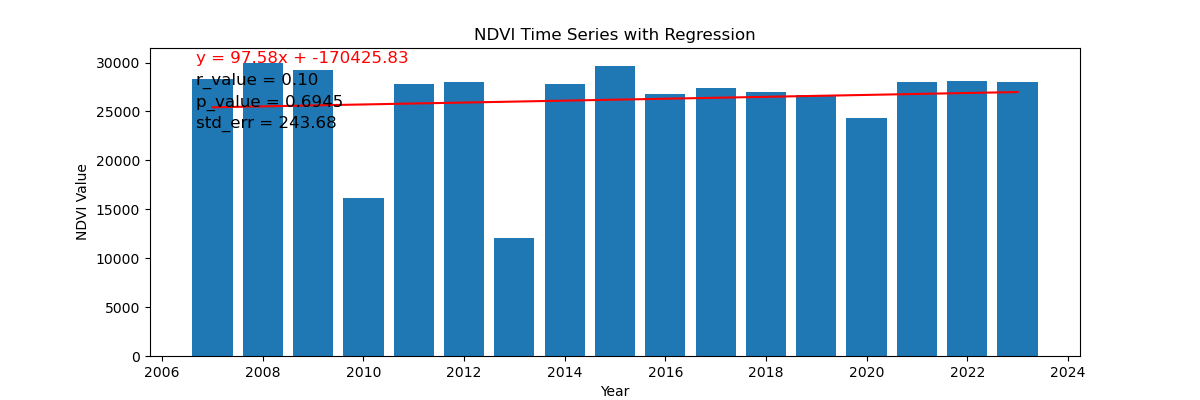 NDVI Time Series with Regression
y = 97.58x + -170425.83
r_value = 0.10
p_value = 0.6945
std_err = 243.68
30000
25000
20000
15000
10000
5000
0
NDVI Value
2006 2008 2010 2012 2014 2016 2018 2020 2022 2024
Year